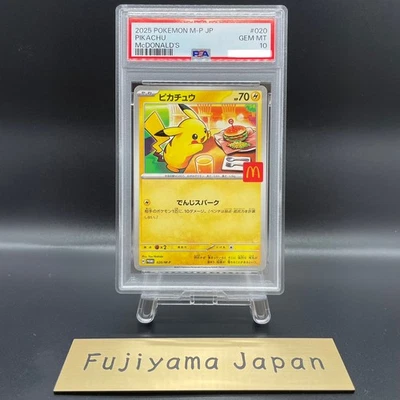 2025 POKEMON M-P JP #020
PIKACHU GEM MT
McDONALD'S PSA 10
ピカチュウ HP70
でんじスパーク
020/M-P
Fujiyama Japan